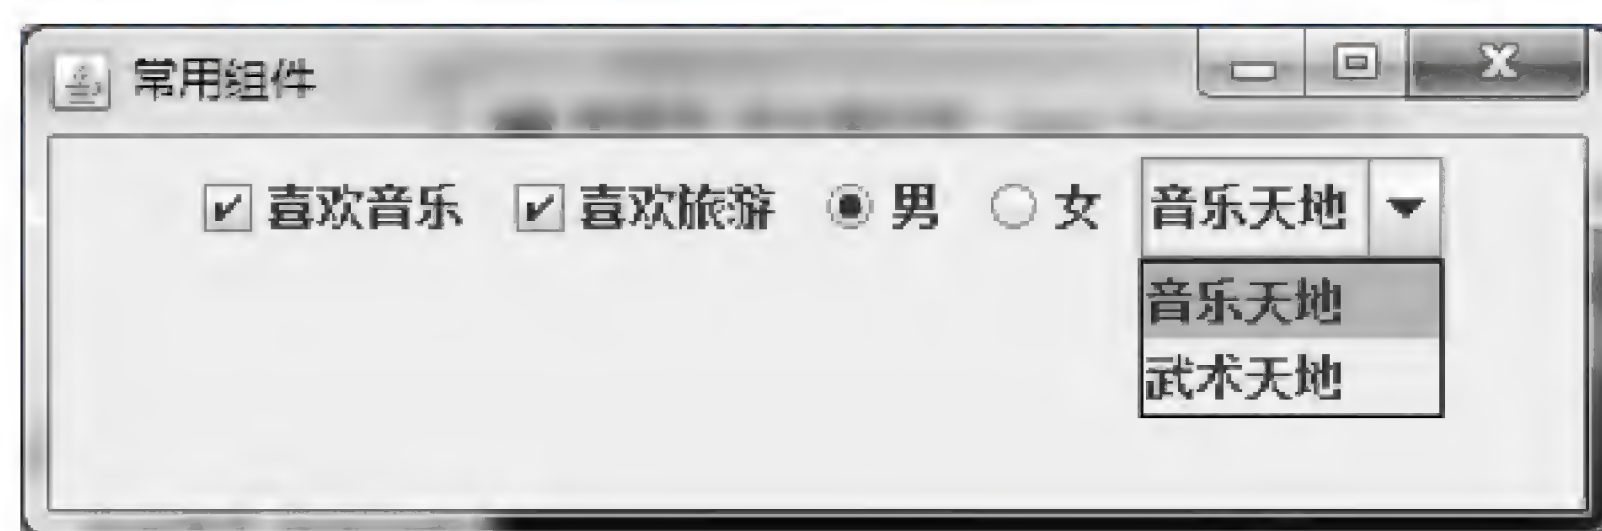 常用组件
喜欢音乐 喜欢旅游 男 女 音乐天地
音乐天地
武术天地